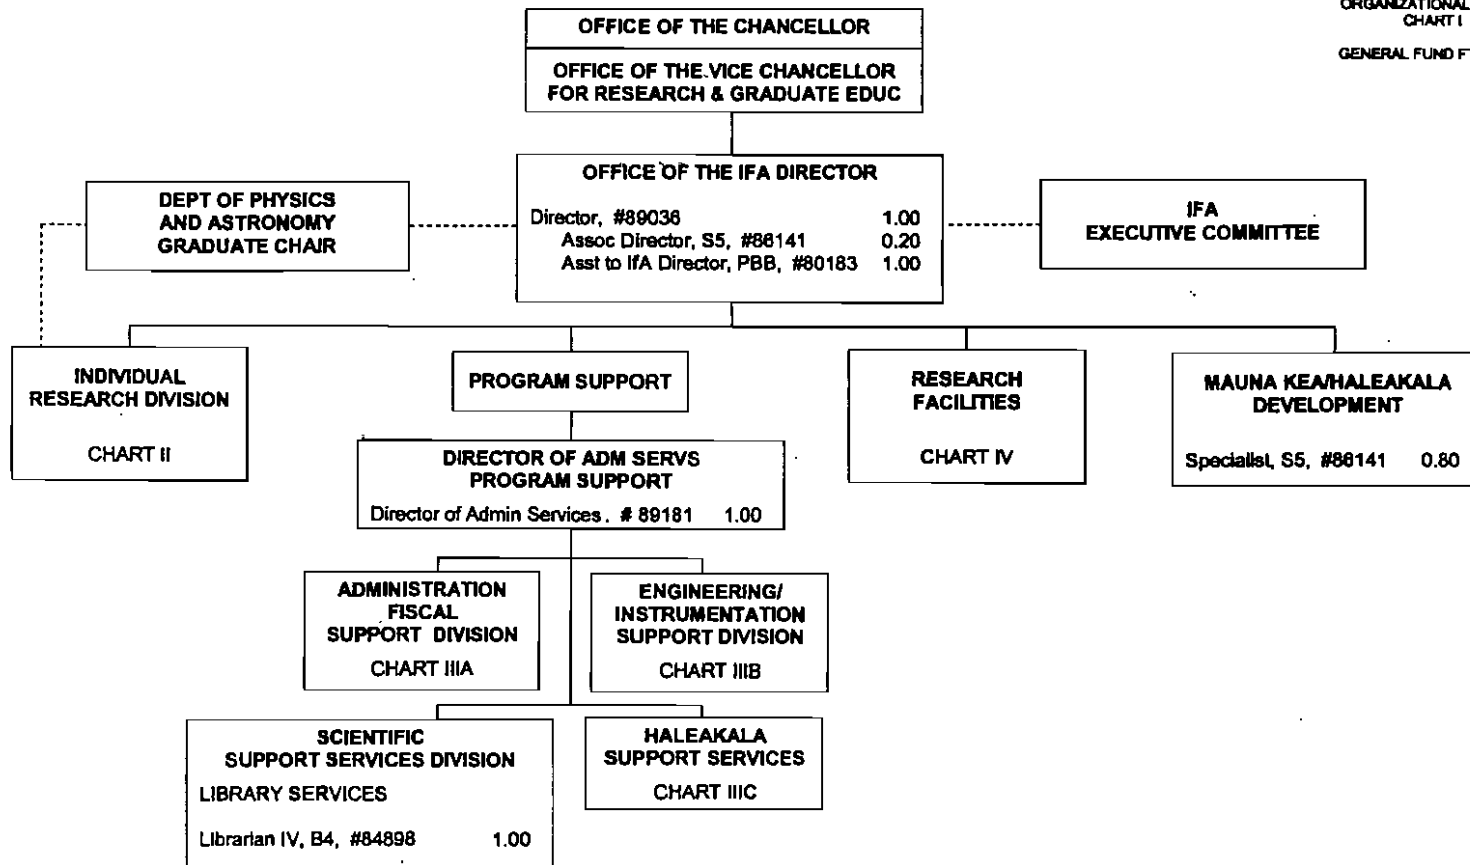 ORGANIZATIONAL
CHART I
GENERAL FUND
OFFICE OF THE CHANCELLOR
OFFICE OF THE VICE CHANCELLOR
FOR RESEARCH & GRADUATE EDUC
DEPT OF PHYSICS
AND ASTRONOMY
GRADUATE CHAIR
OFFICE OF THE IFA DIRECTOR
Director, #89036 1.00
Assoc Director, S5, #86141 0.20
Asst to IfA Director, PBB, #80183 1.00
IFA
EXECUTIVE COMMITTEE
INDIVIDUAL
RESEARCH DIVISION
CHART II
PROGRAM SUPPORT
RESEARCH
FACILITIES
CHART IV
MAUNA KEA/HALEAKALA
DEVELOPMENT
Specialist, S5, #86141 0.80
DIRECTOR OF ADM SERVS
PROGRAM SUPPORT
Director of Admin Services. # 89181 1.00
ADMINISTRATION
FISCAL
SUPPORT DIVISION
CHART IIIA
ENGINEERING/
INSTRUMENTATION
SUPPORT DIVISION
CHART IIIB
SCIENTIFIC
SUPPORT SERVICES DIVISION
LIBRARY SERVICES
Librarian IV, B4, #84898 1.00
HALEAKALA
SUPPORT SERVICES
CHART IIIC